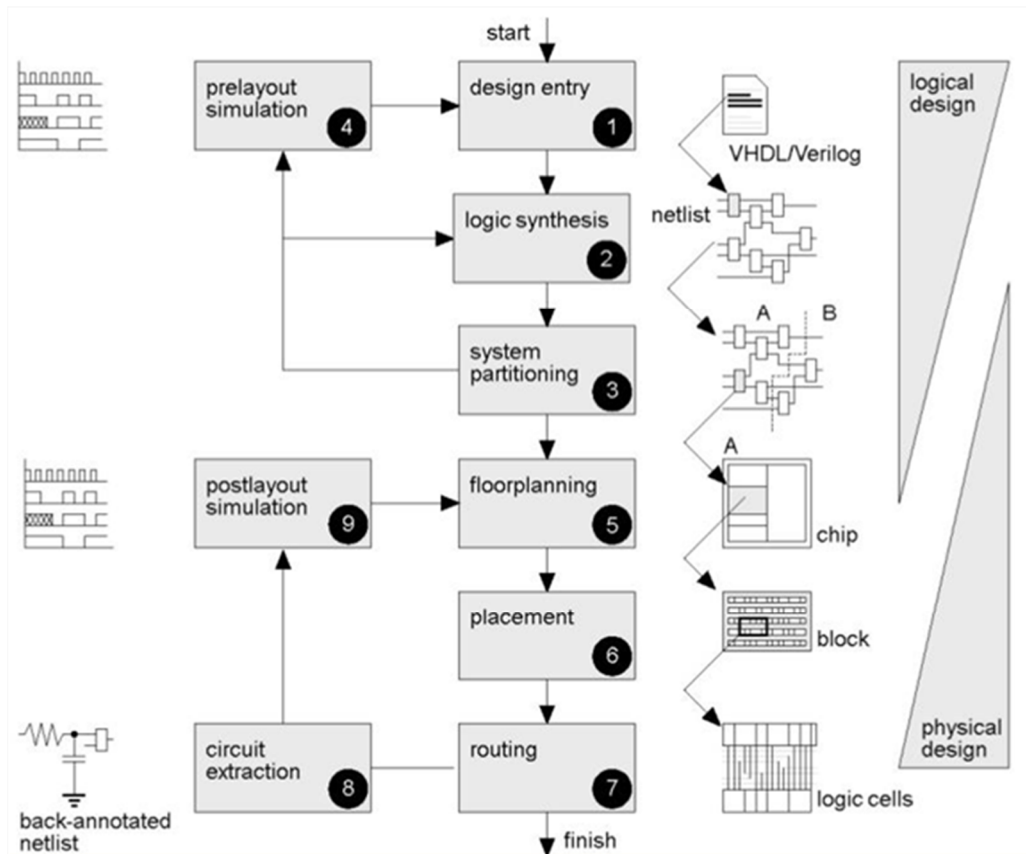 start
prelayout
simulation
4
design entry
1
VHDL/Verilog
logical
design
logic synthesis
2
netlist
system
partitioning
3
A
B
postlayout
simulation
9
floorplanning
5
A
chip
placement
6
block
circuit
extraction
8
routing
7
logic cells
physical
design
back-annotated
netlist
finish